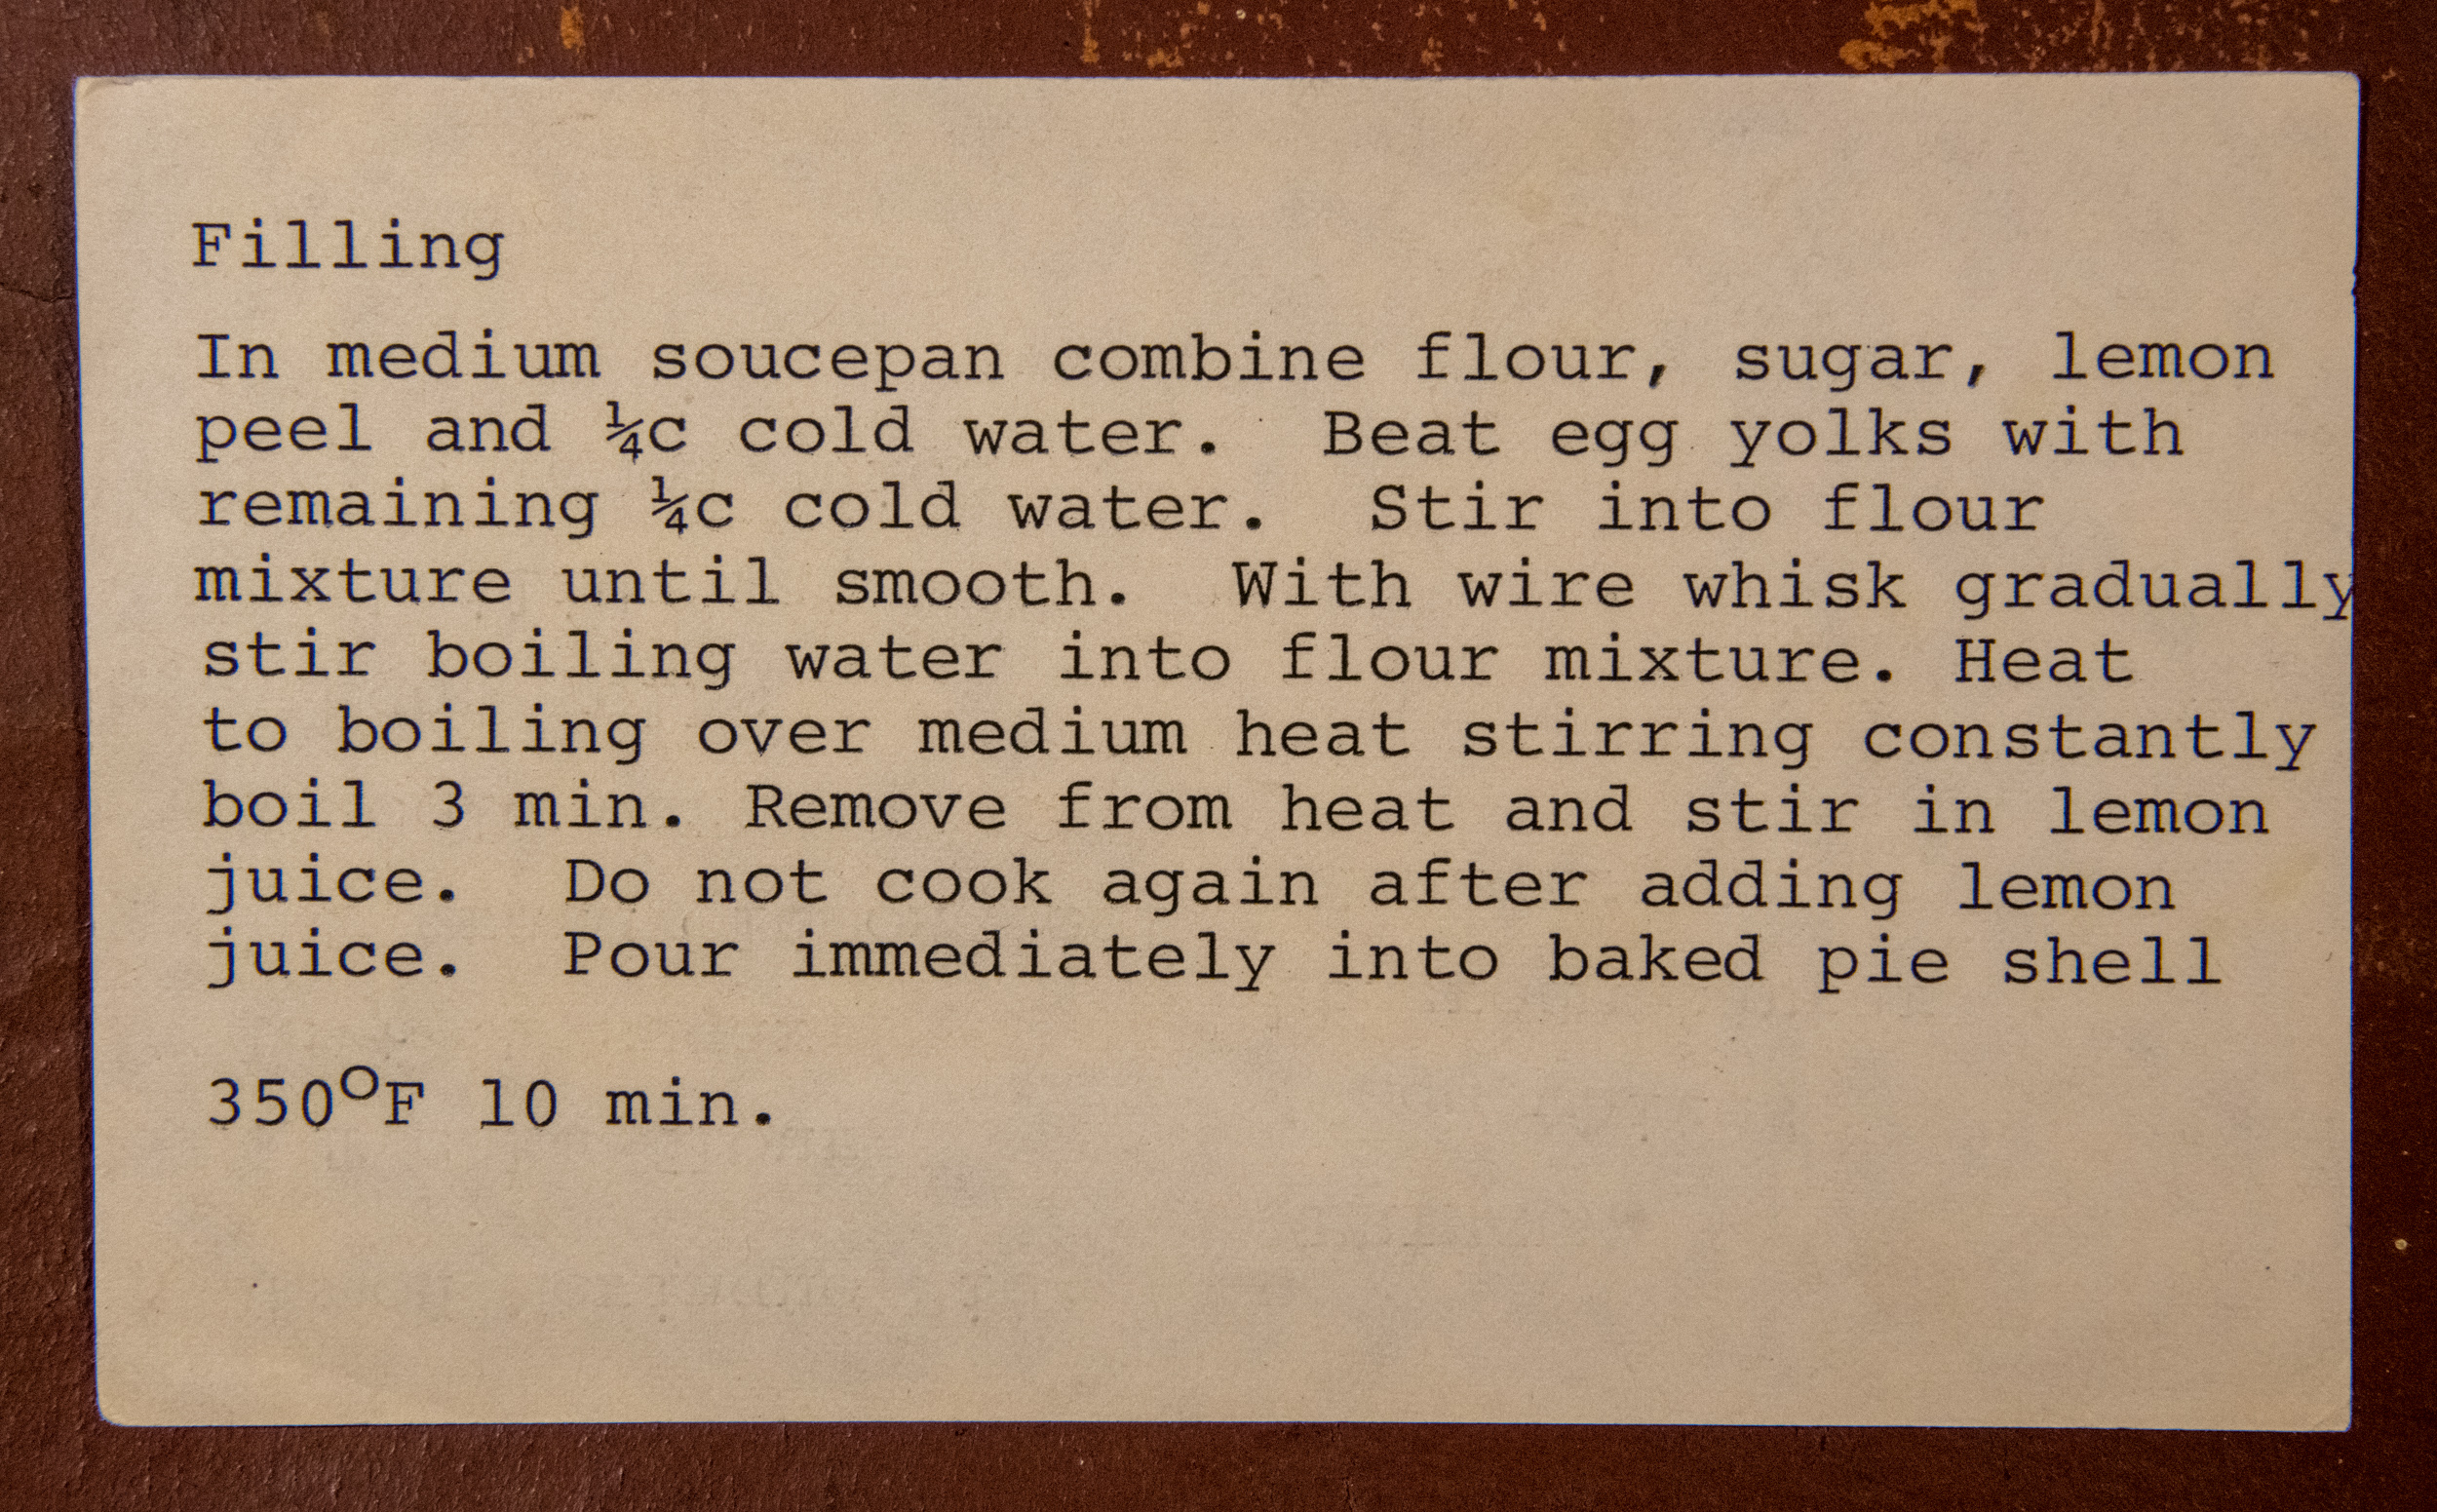 Filling
In medium soucepan combine flour, sugar, lemon
peel and ¼c cold water.  Beat egg yolks with
remaining ¼c cold water.  Stir into flour
mixture until smooth.  With wire whisk gradually
stir boiling water into flour mixture. Heat
to boiling over medium heat stirring constantly
boil 3 min. Remove from heat and stir in lemon
juice.  Do not cook again after adding lemon
juice.  Pour immediately into baked pie shell
350°F 10 min.